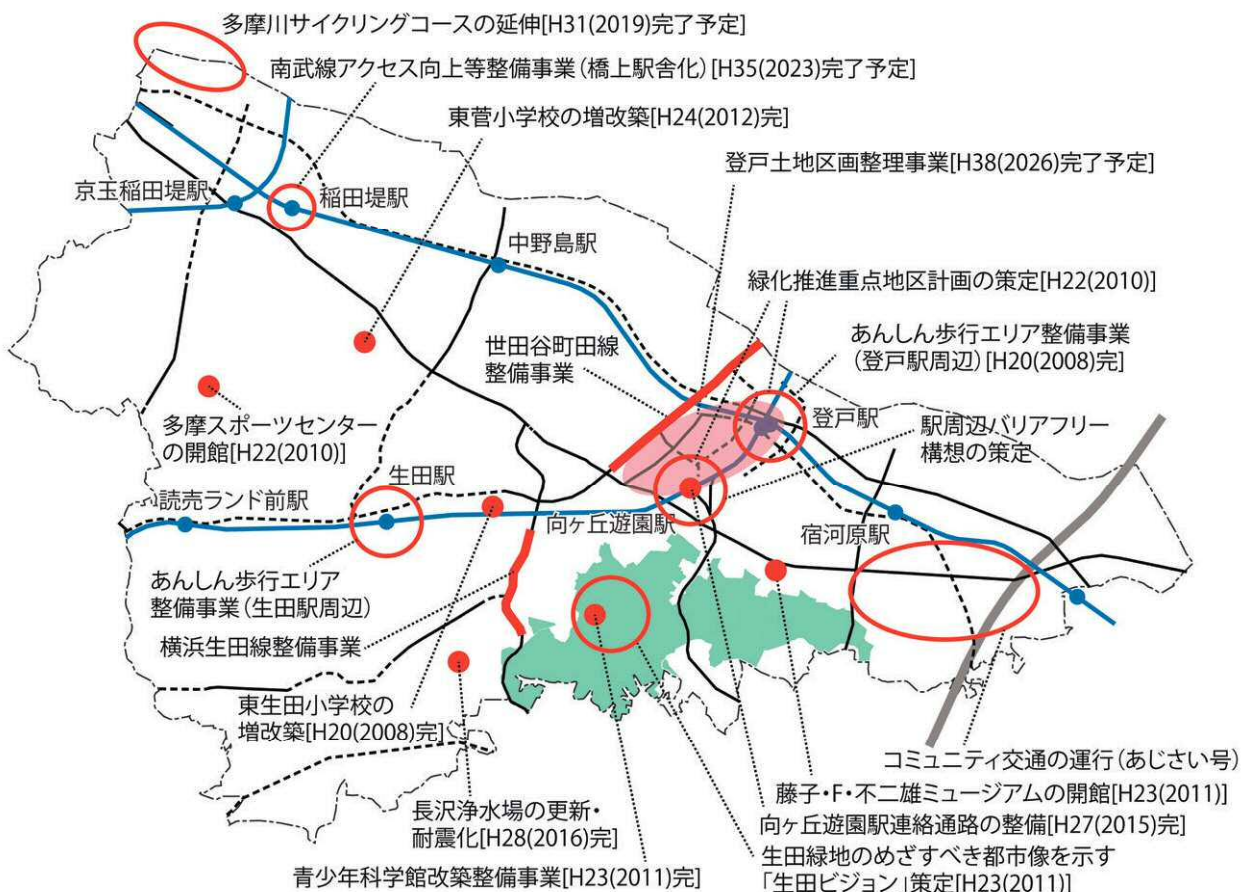 多摩川サイクリングコースの延伸[H31(2019)完了予定]
南武線アクセス向上等整備事業(橋上駅舎化)[H35(2023)完了予定]
東菅小学校の増改築[H24(2012)完]
登戸土地区画整理事業[H38(2026)完了予定]
京王稲田堤駅
稲田堤駅
中野島駅
緑化推進重点地区計画の策定[H22(2010)]
世田谷町田線
整備事業
あんしん歩行エリア整備事業
(登戸駅周辺)[H20(2008)完]
登戸駅
駅周辺バリアフリー
構想の策定
多摩スポーツセンター
の開館[H22(2010)]
生田駅
読売ランド前駅
向ヶ丘遊園駅
宿河原駅
あんしん歩行エリア
整備事業(生田駅周辺)
横浜生田線整備事業
東生田小学校の
増改築[H20(2008)完]
長沢浄水場の更新・
耐震化[H28(2016)完]
青少年科学館改築整備事業[H23(2011)完]
コミュニティ交通の運行(あじさい号)
藤子・F・不二雄ミュージアムの開館[H23(2011)]
向ヶ丘遊園駅連絡通路の整備[H27(2015)完]
生田緑地のめざすべき都市像を示す
「生田ビジョン」策定[H23(2011)]